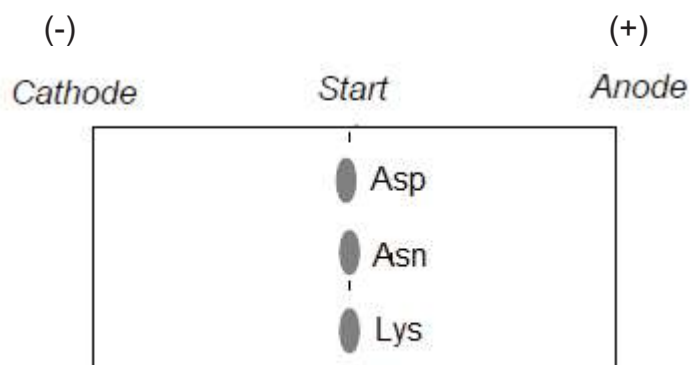 (-) (+)
Cathode Start Anode
Asp
Asn
Lys